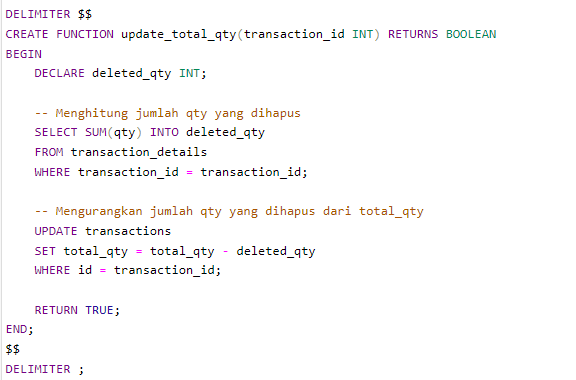 DELIMITER $$
CREATE FUNCTION update_total_qty(transaction_id INT) RETURNS BOOLEAN
BEGIN
    DECLARE deleted_qty INT;

    -- Menghitung jumlah qty yang dihapus
    SELECT SUM(qty) INTO deleted_qty
    FROM transaction_details
    WHERE transaction_id = transaction_id;

    -- Mengurangkan jumlah qty yang dihapus dari total_qty
    UPDATE transactions
    SET total_qty = total_qty - deleted_qty
    WHERE id = transaction_id;

    RETURN TRUE;
END;
$$
DELIMITER ;